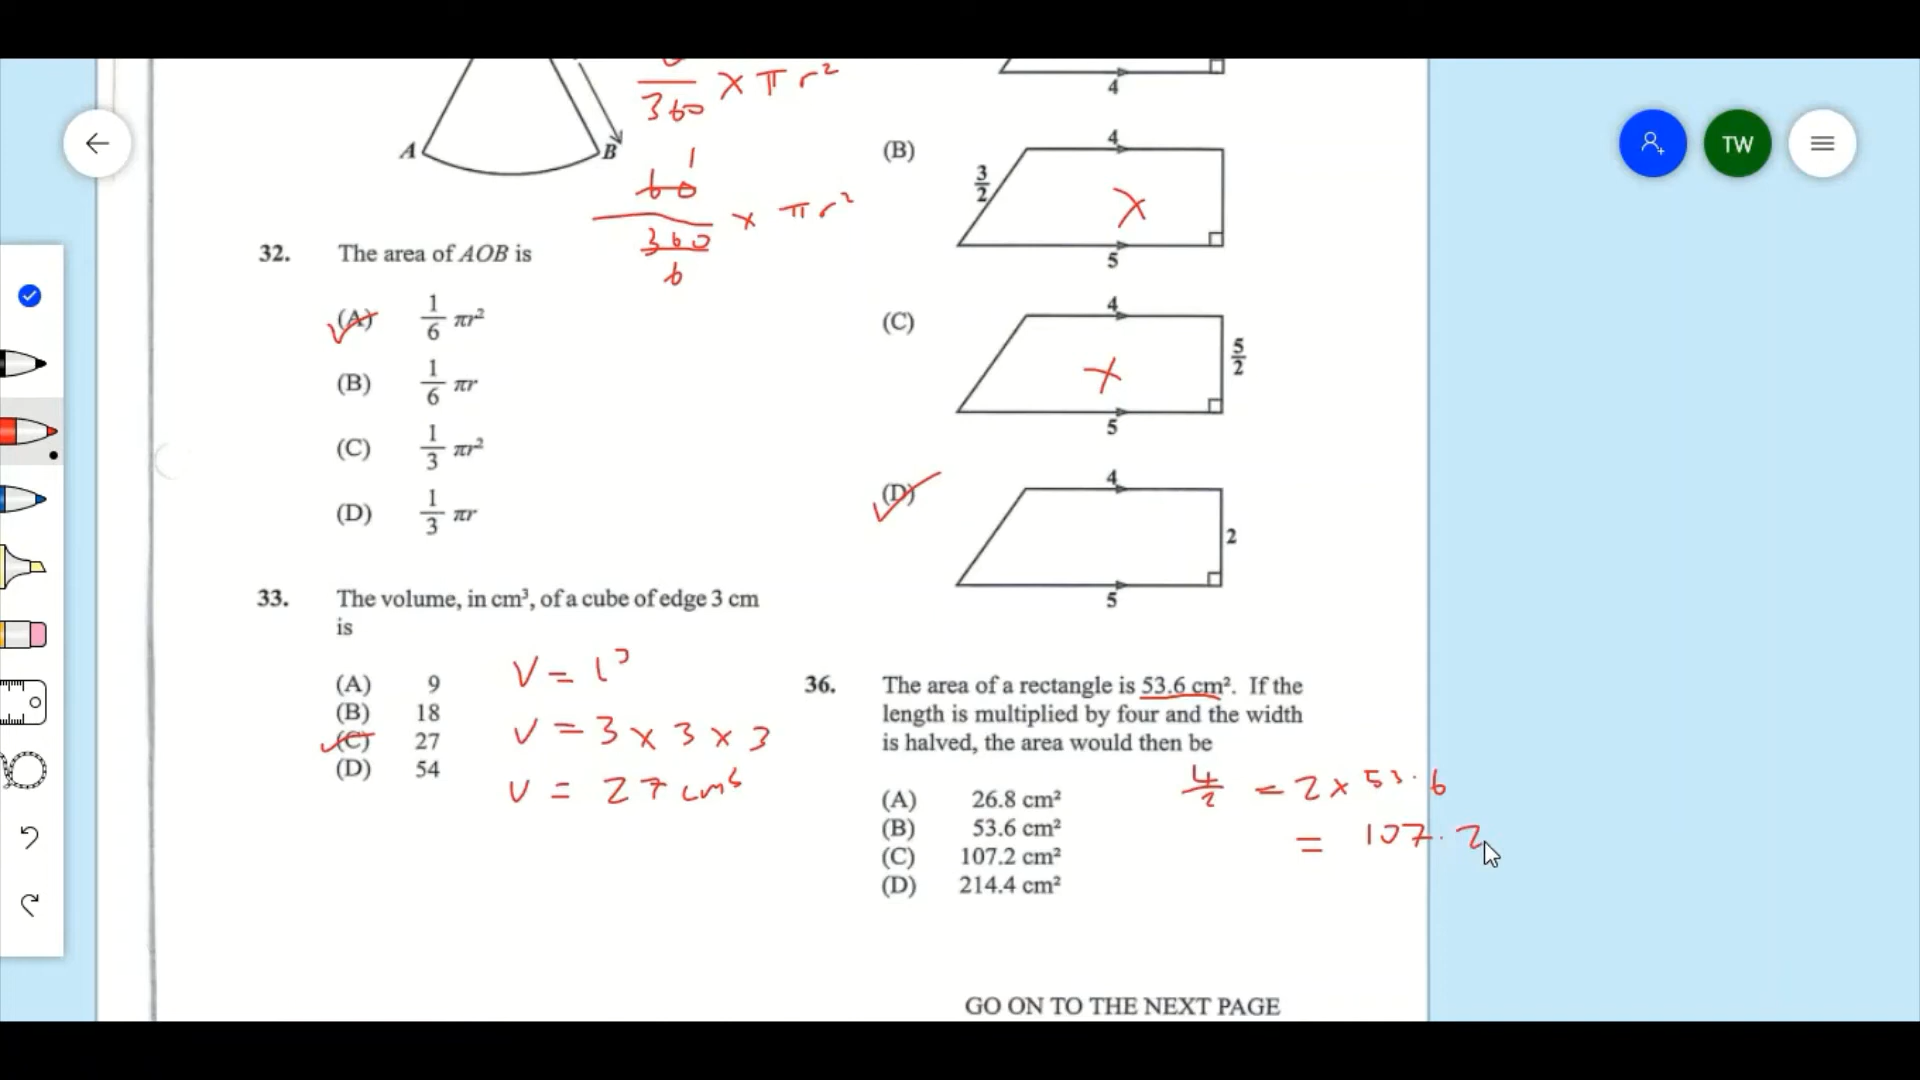 360 × π r²
A
B
60 1
360 × π r²
6
32. The area of AOB is
(A) 1/6 πr²
(B) 1/6 πr
(C) 1/3 πr²
(D) 1/3 πr
33. The volume, in cm³, of a cube of edge 3 cm
is
(A) 9
(B) 18
(C) 27
(D) 54
V = l³
V = 3 × 3 × 3
V = 27 cm³
4
(B) 4
3/2
5
(C) 4
5/2
5
(D) 4
2
5
36. The area of a rectangle is 53.6 cm². If the
length is multiplied by four and the width
is halved, the area would then be
(A) 26.8 cm²
(B) 53.6 cm²
(C) 107.2 cm²
(D) 214.4 cm²
4/2 = 2 × 53.6
= 107.2
GO ON TO THE NEXT PAGE
TW